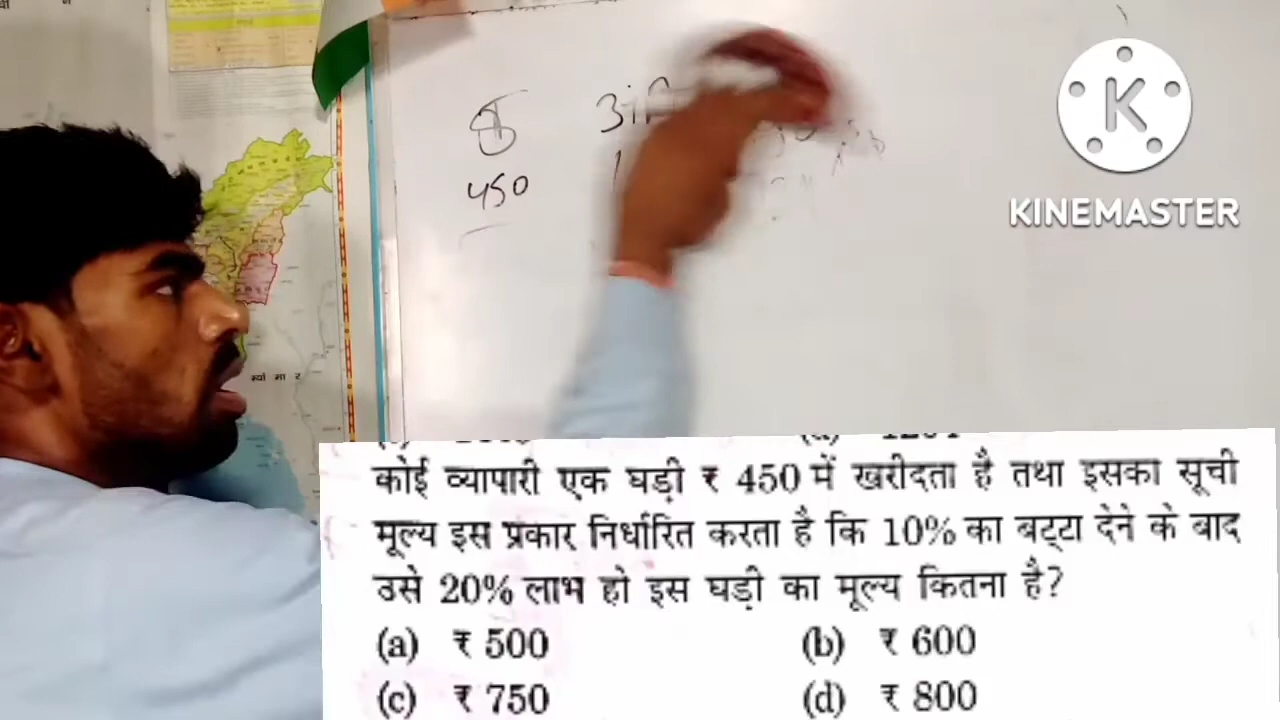 KINEMASTER
450
म्यां मा र
कोई व्यापारी एक घड़ी ₹ 450 में खरीदता है तथा इसका सूची
मूल्य इस प्रकार निर्धारित करता है कि 10% का बट्टा देने के बाद
उसे 20% लाभ हो इस घड़ी का मूल्य कितना है?
(a) ₹ 500 (b) ₹ 600
(c) ₹ 750 (d) ₹ 800